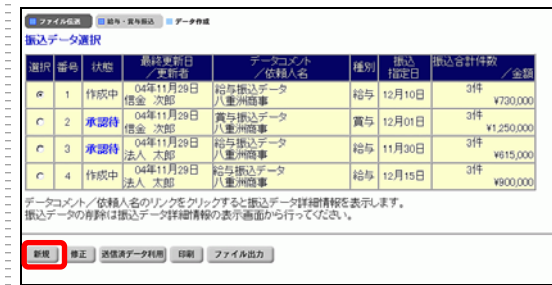 ファイル伝送 給与・賞与振込 データ作成
振込データ選択
選択 番号 状態 最終更新日／更新者 データコメント／依頼人名 種別 振込指定日 振込合計件数／金額
1 作成中 04年11月29日 信金 次郎 給与振込データ 八重洲商事 給与 12月10日 3件 ¥730,000
2 承認待 04年11月29日 信金 次郎 賞与振込データ 八重洲商事 賞与 12月01日 3件 ¥1,250,000
3 承認待 04年11月29日 法人 太郎 給与振込データ 八重洲商事 給与 11月30日 3件 ¥615,000
4 作成中 04年11月29日 法人 太郎 給与振込データ 八重洲商事 給与 12月15日 3件 ¥900,000
データコメント／依頼人名のリンクをクリックすると振込データ詳細情報を表示します。
振込データの削除は振込データ詳細情報の表示画面から行ってください。
新規 修正 送信済データ利用 印刷 ファイル出力